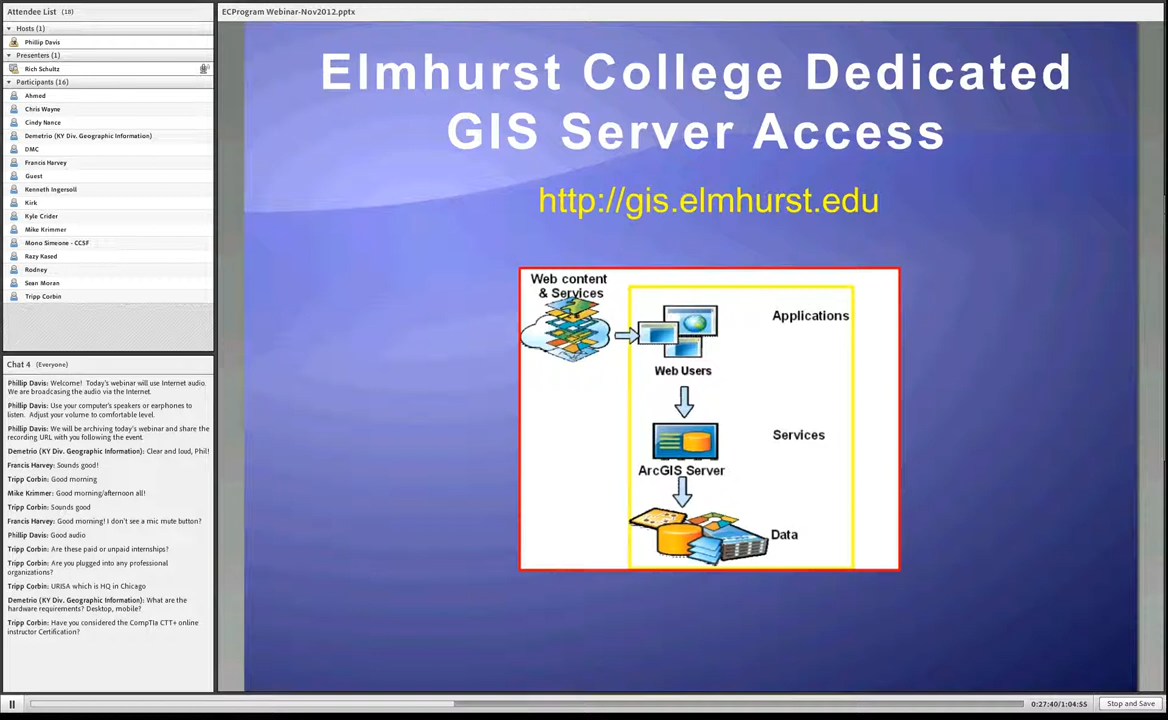 Attendee List (18)
Hosts (1)
Phillip Davis
Presenters (1)
Rich Schultz
Participants (16)
Ahmed
Chris Wayne
Cindy Nance
Demetrio (KY Div. Geographic Information)
DMC
Francis Harvey
Guest
Kenneth Ingersoll
Kirk
Kyle Crider
Mike Krimmer
Mono Simeone - CCSF
Razy Kased
Rodney
Sean Moran
Tripp Corbin
Chat 4 (Everyone)
Phillip Davis: Welcome! Today's webinar will use Internet audio.
We are broadcasting the audio via the Internet.
Phillip Davis: Use your computer's speakers or earphones to
listen. Adjust your volume to comfortable level.
Phillip Davis: We will be archiving today's webinar and share the
recording URL with you following the event.
Demetrio (KY Div. Geographic Information): Clear and loud, Phil!
Francis Harvey: Sounds good!
Tripp Corbin: Good morning
Mike Krimmer: Good morning/afternoon all!
Tripp Corbin: Sounds good
Francis Harvey: Good morning! I don't see a mic mute button?
Phillip Davis: Good audio
Tripp Corbin: Are these paid or unpaid internships?
Tripp Corbin: Are you plugged into any professional
organizations?
Tripp Corbin: URISA which is HQ in Chicago
Demetrio (KY Div. Geographic Information): What are the
hardware requirements? Desktop, mobile?
Tripp Corbin: Have you considered the CompTIa CTT+ online
instructor Certification?
ECProgram Webinar-Nov2012.pptx
Elmhurst College Dedicated
GIS Server Access
http://gis.elmhurst.edu
Web content
& Services
Applications
Web Users
Services
ArcGIS Server
Data
0:27:40/1:04:55
Stop and Save